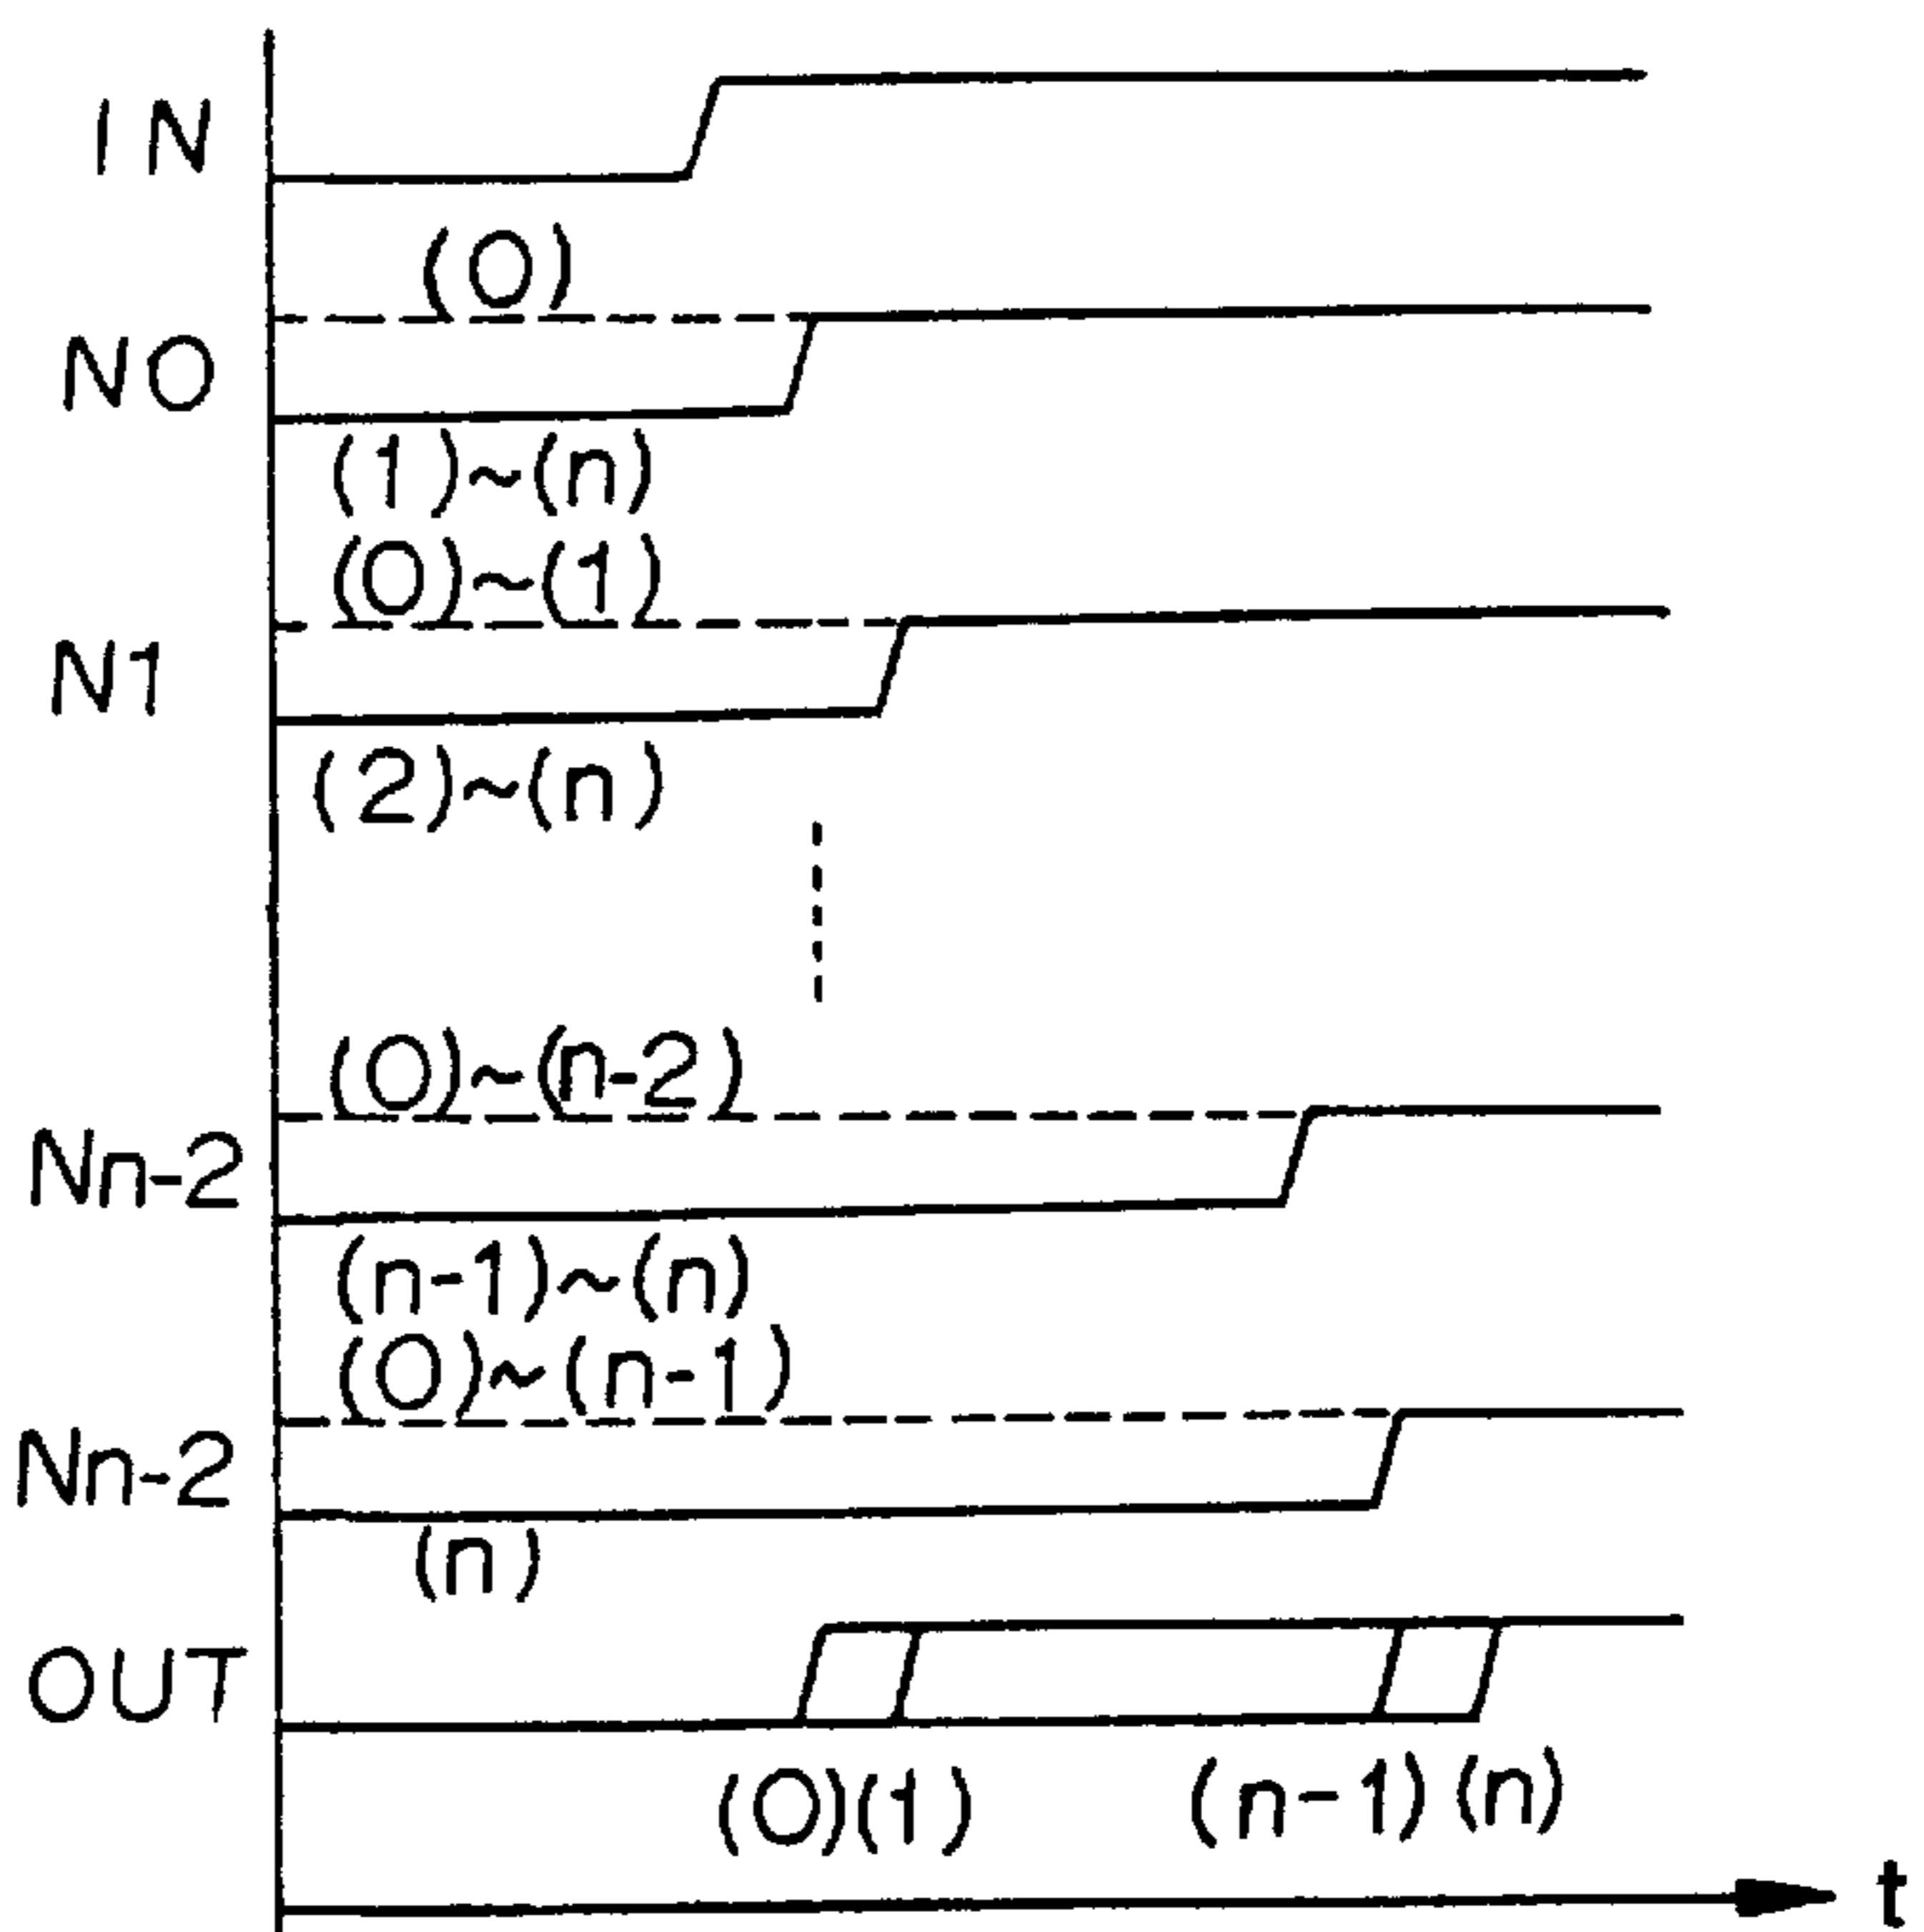 IN
(0)
N0
(1)~(n)
(0)~(1)
N1
(2)~(n)
(0)~(n-2)
Nn-2
(n-1)~(n)
(0)~(n-1)
Nn-2
(n)
OUT
(0)(1) (n-1)(n)
t